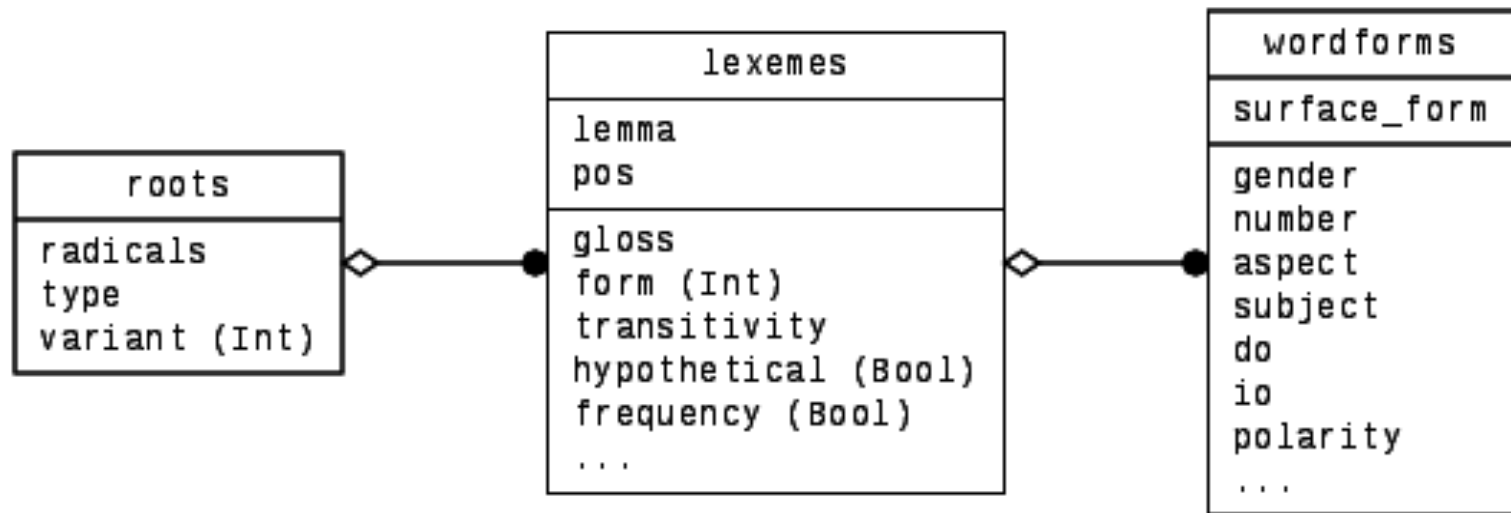 roots
radicals
type
variant (Int)
lexemes
lemma
pos
gloss
form (Int)
transitivity
hypothetical (Bool)
frequency (Bool)
...
wordforms
surface_form
gender
number
aspect
subject
do
io
polarity
...